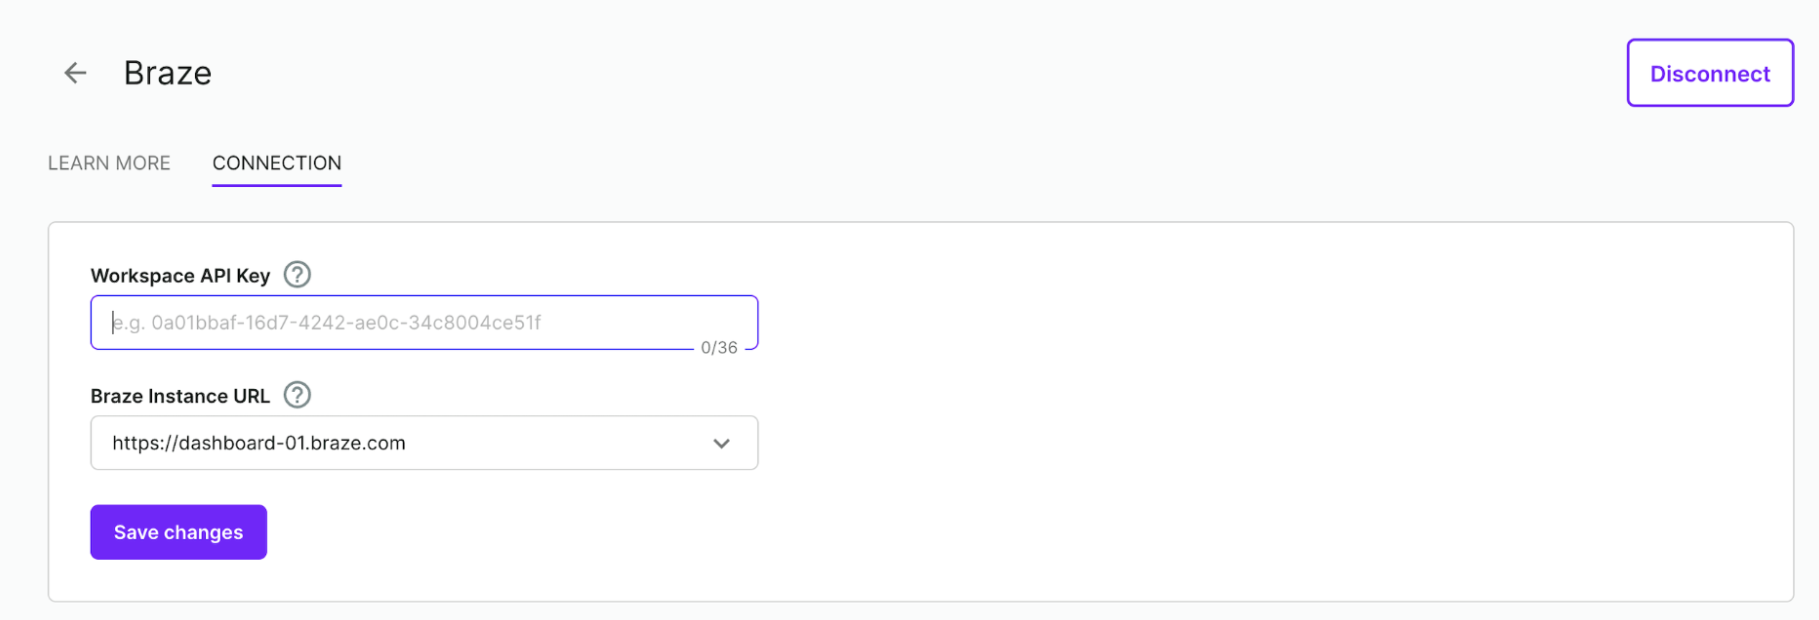 Braze
Disconnect
LEARN MORE
CONNECTION
Workspace API Key
e.g. 0a01bbaf-16d7-4242-ae0c-34c8004ce51f
0/36
Braze Instance URL
https://dashboard-01.braze.com
Save changes